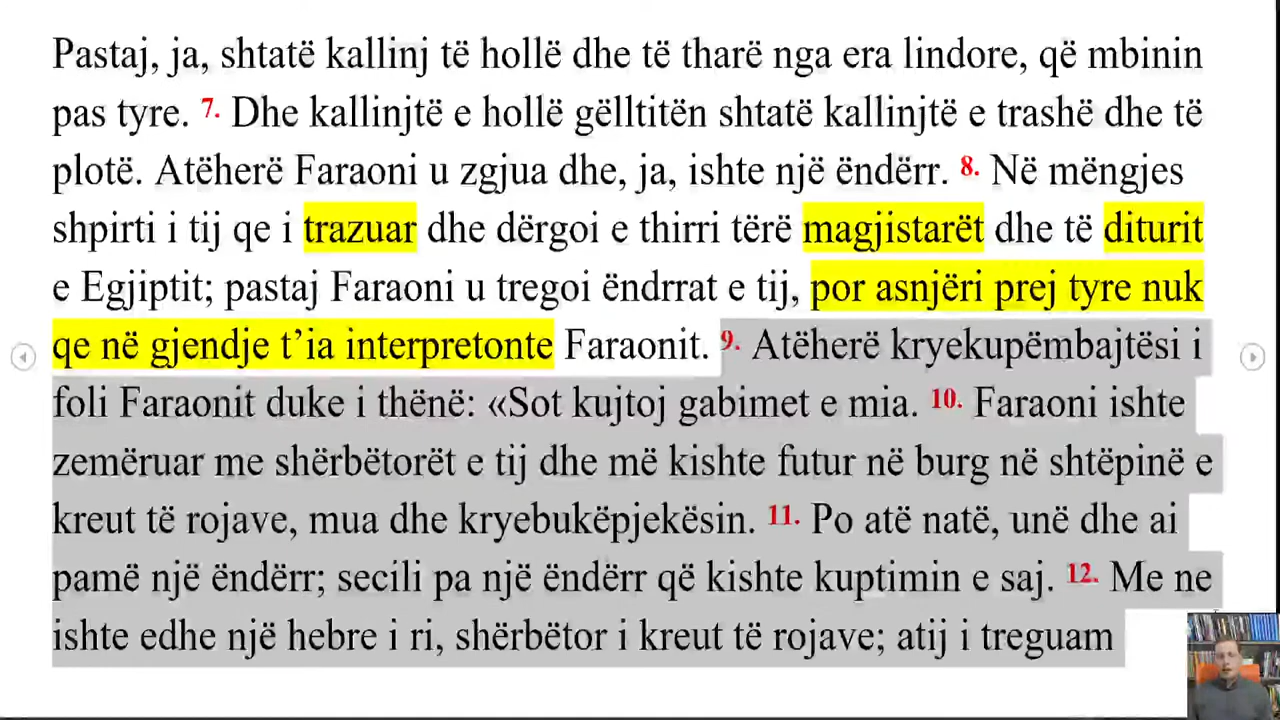 Pastaj, ja, shtatë kallinj të hollë dhe të tharë nga era lindore, që mbinin
pas tyre. 7. Dhe kallinjtë e hollë gëlltitën shtatë kallinjtë e trashë dhe të
plotë. Atëherë Faraoni u zgjua dhe, ja, ishte një ëndërr. 8. Në mëngjes
shpirti i tij qe i trazuar dhe dërgoi e thirri tërë magjistarët dhe të diturit
e Egjiptit; pastaj Faraoni u tregoi ëndrrat e tij, por asnjëri prej tyre nuk
qe në gjendje t’ia interpretonte Faraonit. 9. Atëherë kryekupëmbajtësi i
foli Faraonit duke i thënë: «Sot kujtoj gabimet e mia. 10. Faraoni ishte
zemëruar me shërbëtorët e tij dhe më kishte futur në burg në shtëpinë e
kreut të rojave, mua dhe kryebukëpjekësin. 11. Po atë natë, unë dhe ai
pamë një ëndërr; secili pa një ëndërr që kishte kuptimin e saj. 12. Me ne
ishte edhe një hebre i ri, shërbëtor i kreut të rojave; atij i treguam